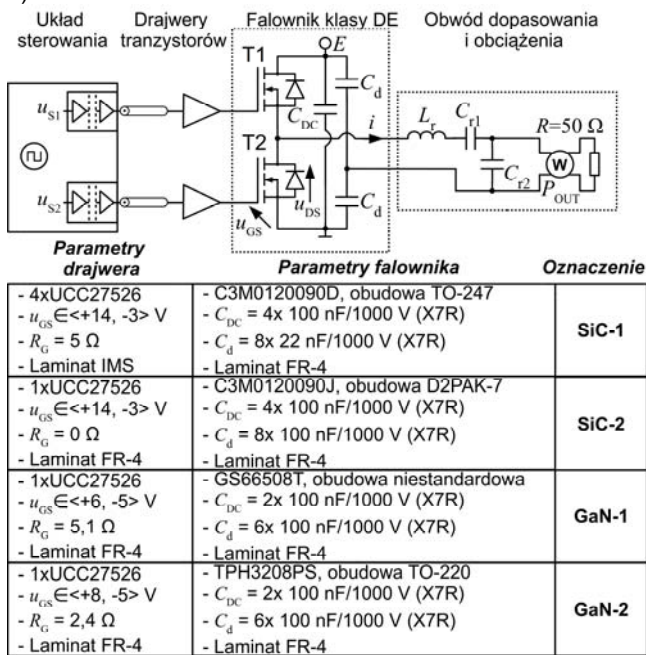 Układ sterowania
Drajwery tranzystorów
Falownik klasy DE
Obwód dopasowania i obciążenia
T1
E
C_d
u_S1
C_DC
i
L_r
C_r1
R=50 Ω
T2
W
C_r2
P_OUT
u_S2
u_DS
C_d
u_GS
Parametry drajwera
Parametry falownika
Oznaczenie
- 4xUCC27526
- u_GS∈<+14, -3> V
- R_G = 5 Ω
- Laminat IMS
- C3M0120090D, obudowa TO-247
- C_DC = 4x 100 nF/1000 V (X7R)
- C_d = 8x 22 nF/1000 V (X7R)
- Laminat FR-4
SiC-1
- 1xUCC27526
- u_GS∈<+14, -3> V
- R_G = 0 Ω
- Laminat FR-4
- C3M0120090J, obudowa D2PAK-7
- C_DC = 4x 100 nF/1000 V (X7R)
- C_d = 8x 100 nF/1000 V (X7R)
- Laminat FR-4
SiC-2
- 1xUCC27526
- u_GS∈<+6, -5> V
- R_G = 5,1 Ω
- Laminat FR-4
- GS66508T, obudowa niestandardowa
- C_DC = 2x 100 nF/1000 V (X7R)
- C_d = 6x 100 nF/1000 V (X7R)
- Laminat FR-4
GaN-1
- 1xUCC27526
- u_GS∈<+8, -5> V
- R_G = 2,4 Ω
- Laminat FR-4
- TPH3208PS, obudowa TO-220
- C_DC = 2x 100 nF/1000 V (X7R)
- C_d = 6x 100 nF/1000 V (X7R)
- Laminat FR-4
GaN-2